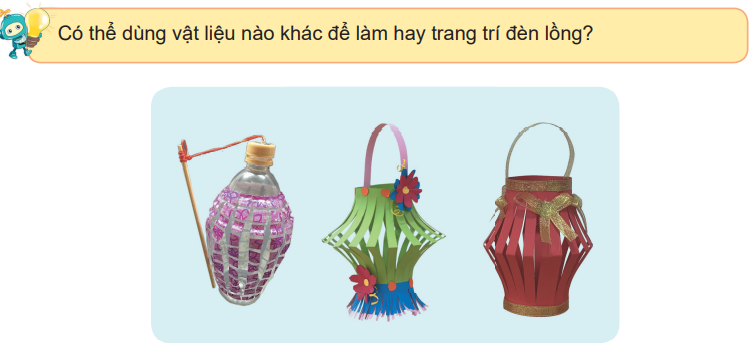 Có thể dùng vật liệu nào khác để làm hay trang trí đèn lồng?